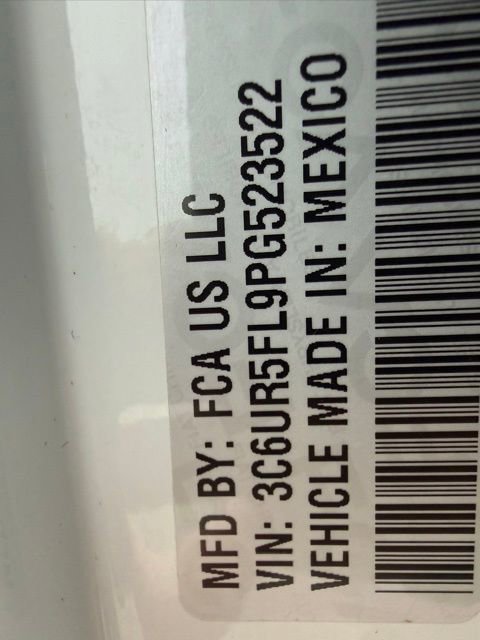 MFD BY: FCA US LLC
VIN: 3C6UR5FL9PG523522
VEHICLE MADE IN: MEXICO